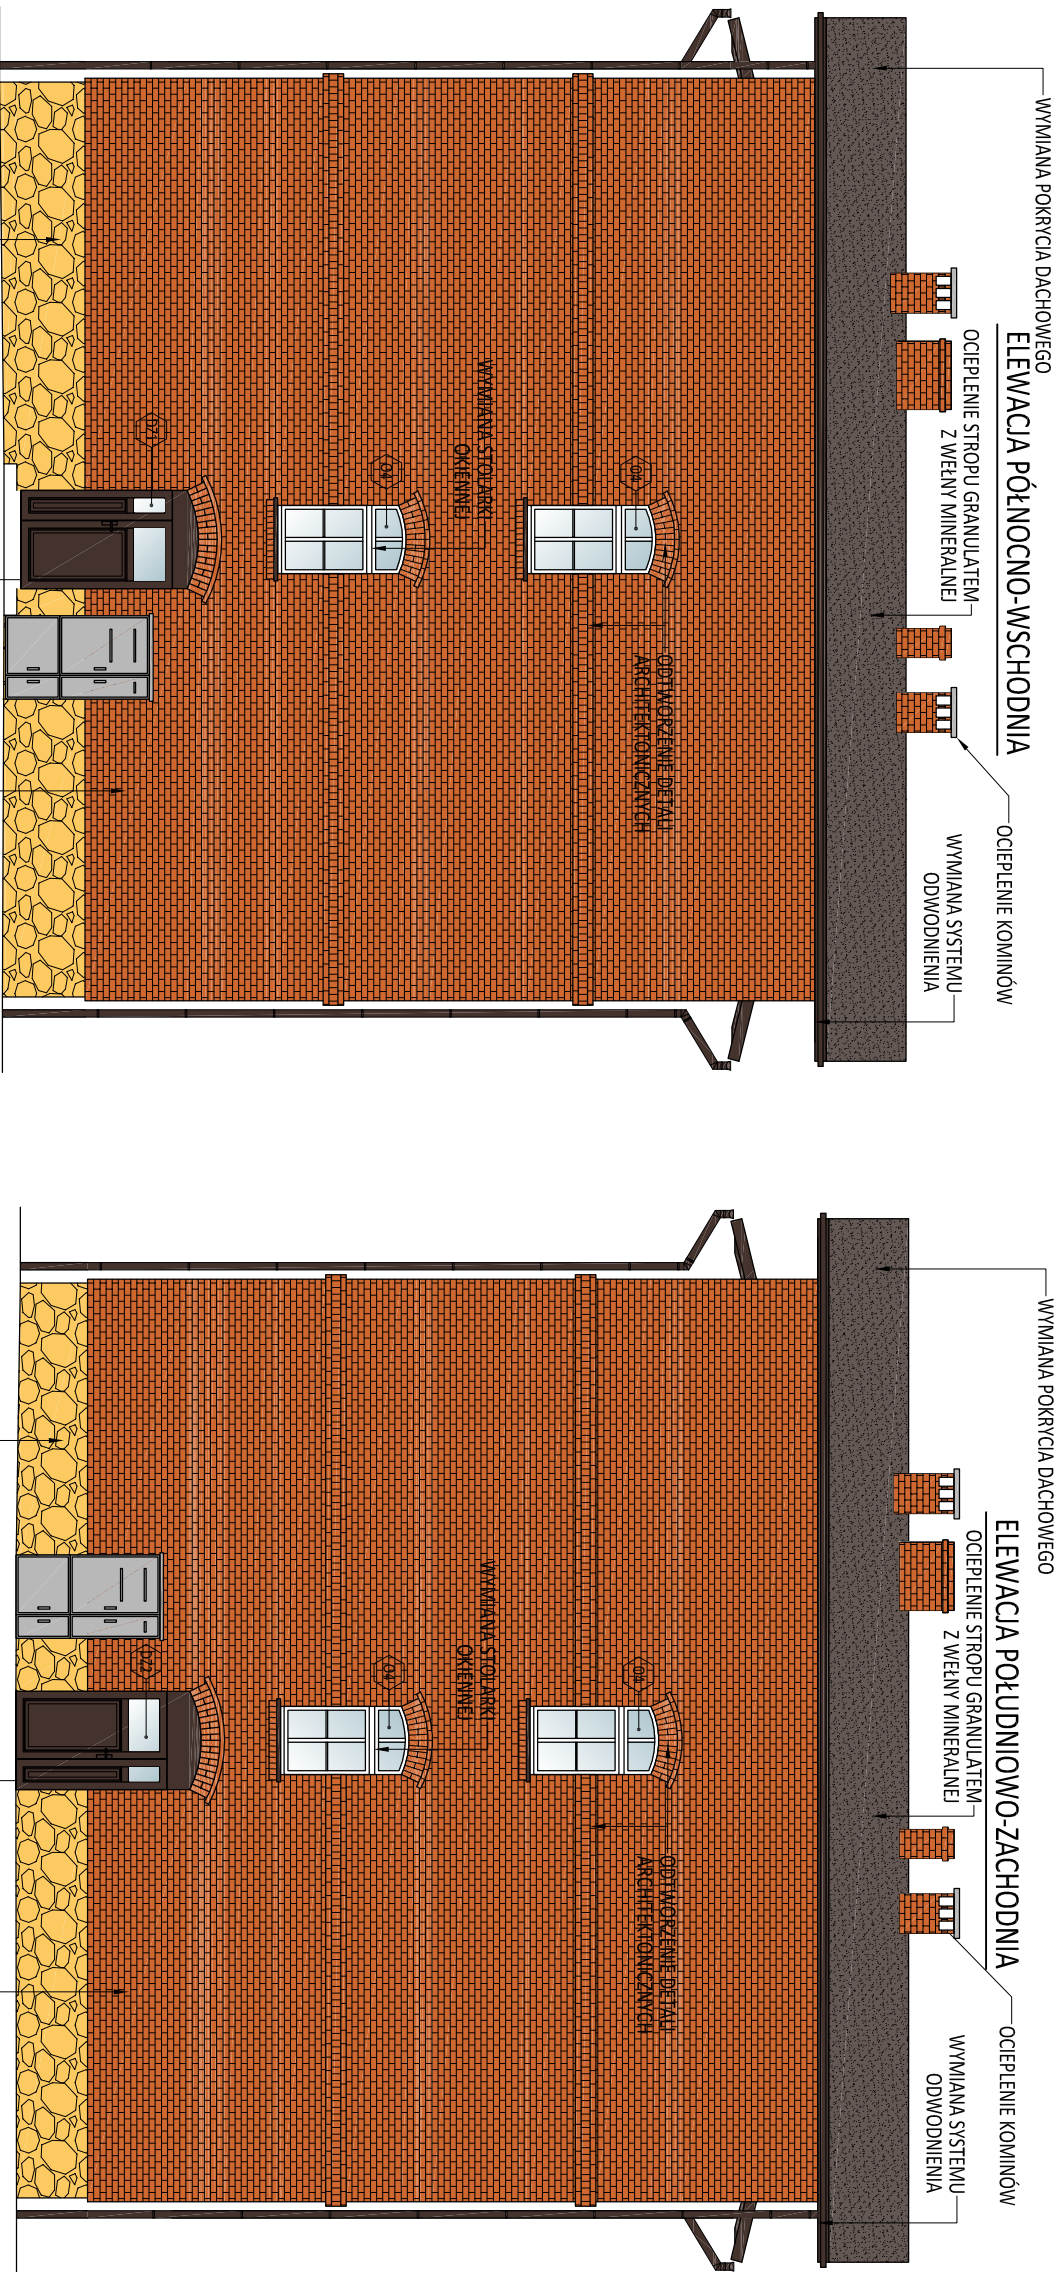 ELEWACJA PÓŁNOCNO-WSCHODNIA
WYMIANA POKRYCIA DACHOWEGO
OCIEPLENIE STROPU GRANULATEM
Z WEŁNY MINERALNEJ
OCIEPLENIE KOMINÓW
WYMIANA SYSTEMU
ODWODNIENIA
ODTWORZENIE DETALI
ARCHITEKTONICZNYCH
O4
WYMIANA STOLARKI
OKIENNEJ
O4
DZ1
ELEWACJA POŁUDNIOWO-ZACHODNIA
WYMIANA POKRYCIA DACHOWEGO
OCIEPLENIE STROPU GRANULATEM
Z WEŁNY MINERALNEJ
OCIEPLENIE KOMINÓW
WYMIANA SYSTEMU
ODWODNIENIA
ODTWORZENIE DETALI
ARCHITEKTONICZNYCH
O4
WYMIANA STOLARKI
OKIENNEJ
O4
DZ2